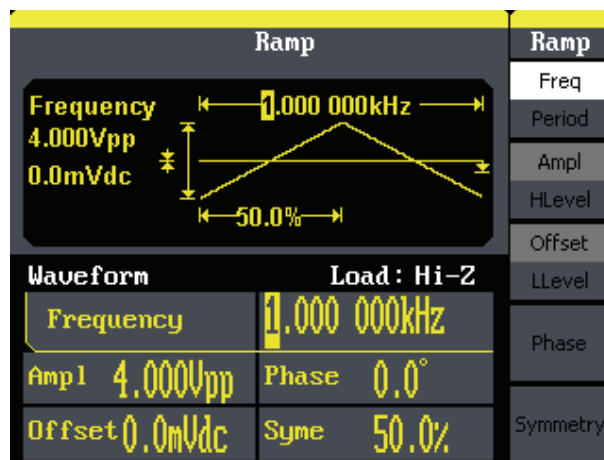 Ramp
Frequency 1.000 000kHz
4.000Vpp
0.0mVdc
50.0%
Waveform Load: Hi-Z
Frequency 1.000 000kHz
Ampl 4.000Vpp Phase 0.0°
Offset 0.0mVdc Syme 50.0%
Ramp
Freq
Period
Ampl
HLevel
Offset
LLevel
Phase
Symmetry